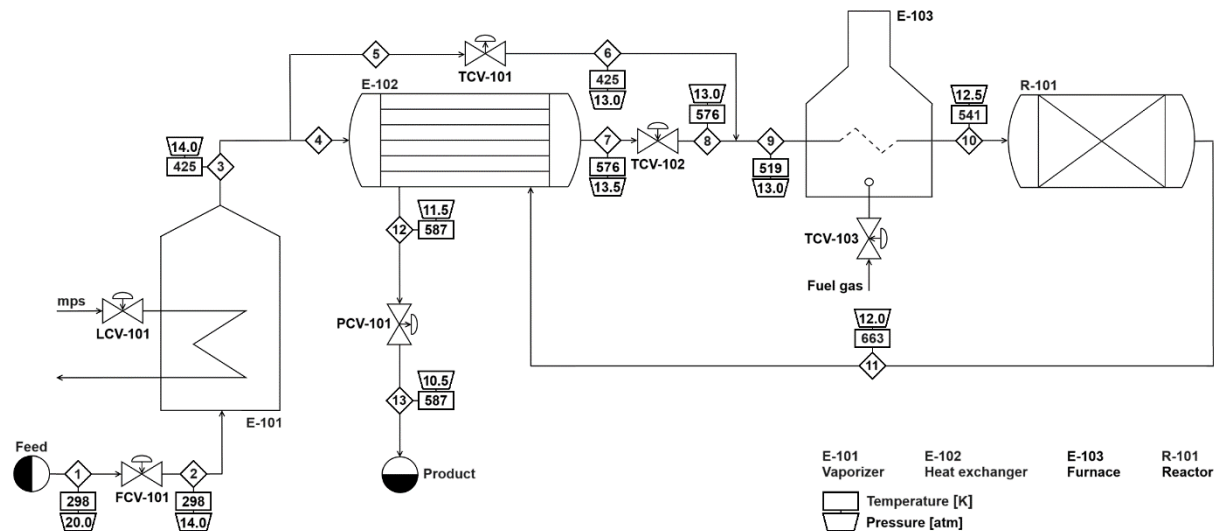 5
TCV-101
6
425
13.0
E-103
E-102
14.0
425
3
4
7
576
13.5
TCV-102
13.0
576
8
9
519
13.0
12.5
541
10
R-101
11.5
12
587
TCV-103
Fuel gas
mps
LCV-101
PCV-101
12.0
663
11
10.5
13
587
E-101
Feed
1
298
20.0
FCV-101
2
298
14.0
Product
E-101 E-102 E-103 R-101
Vaporizer Heat exchanger Furnace Reactor
Temperature [K]
Pressure [atm]